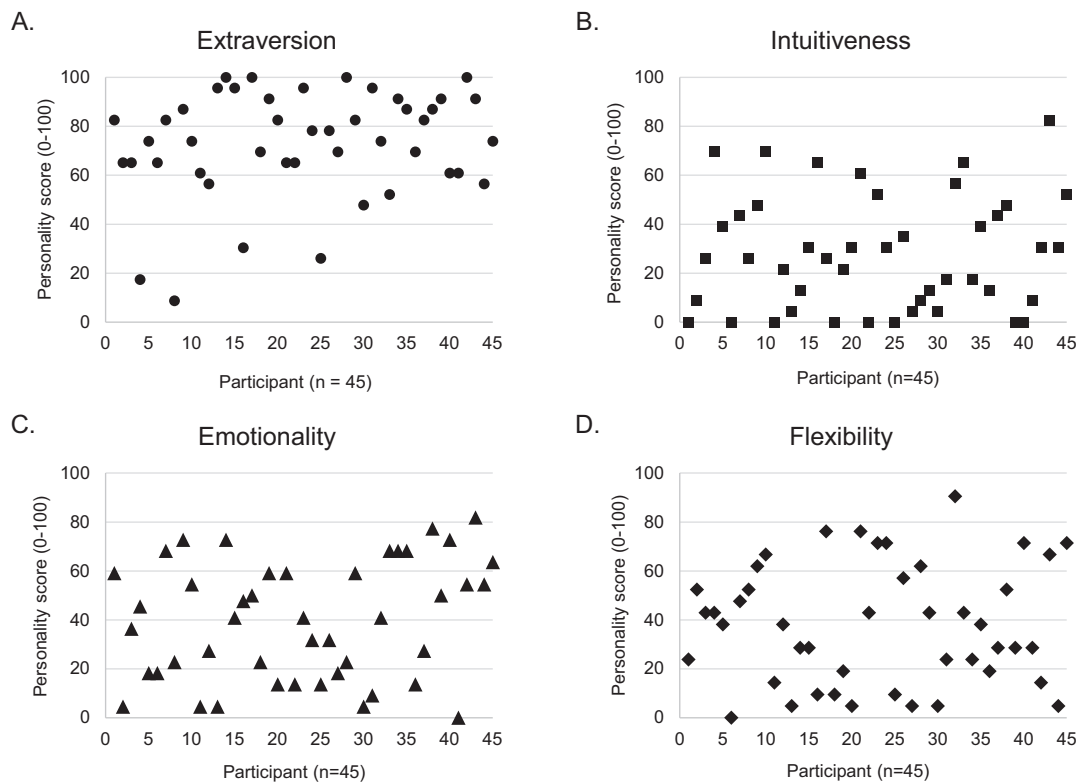 A.
Extraversion
Personality score (0-100)
100
80
60
40
20
0
0 5 10 15 20 25 30 35 40 45
Participant (n = 45)
B.
Intuitiveness
Personality score (0-100)
100
80
60
40
20
0
0 5 10 15 20 25 30 35 40 45
Participant (n=45)
C.
Emotionality
Personality score (0-100)
100
80
60
40
20
0
0 5 10 15 20 25 30 35 40 45
Participant (n=45)
D.
Flexibility
Personality score (0-100)
100
80
60
40
20
0
0 5 10 15 20 25 30 35 40 45
Participant (n=45)